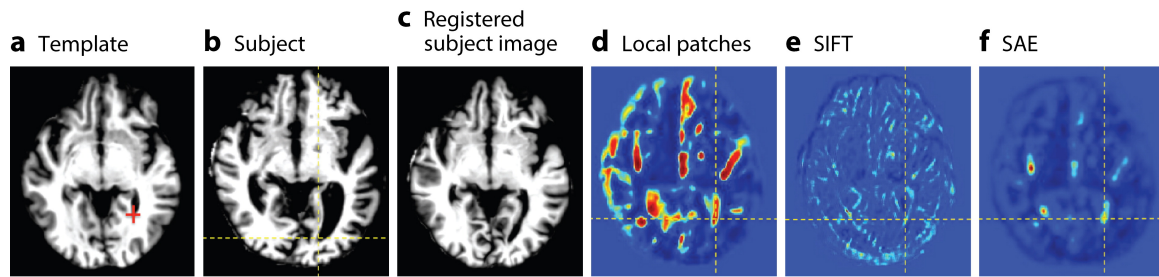 a Template
b Subject
c Registered
subject image
d Local patches
e SIFT
f SAE